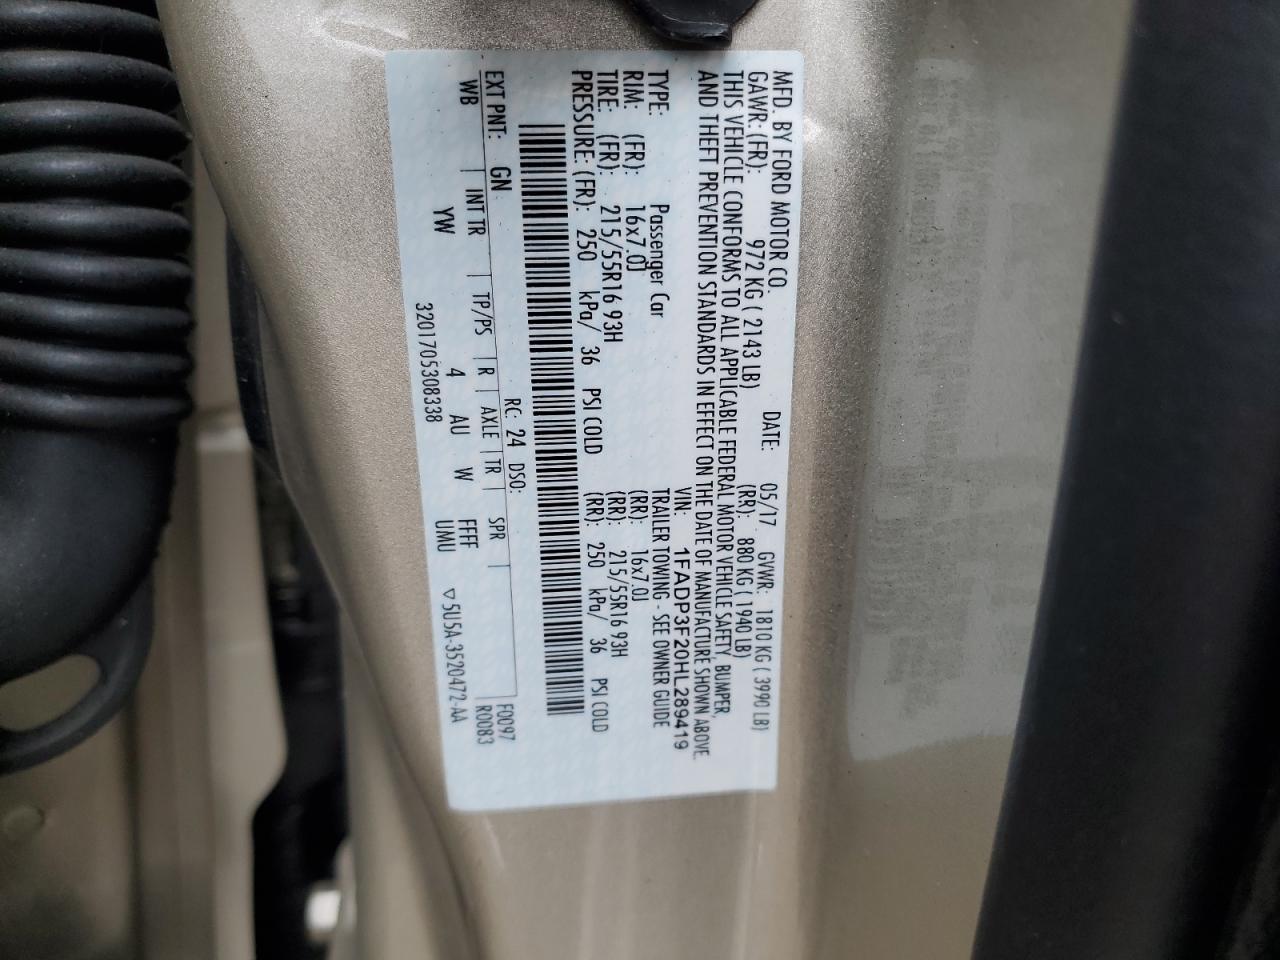 MFD. BY FORD MOTOR CO.
DATE: 05/17 GVWR: 1810 KG ( 3990 LB)
GAWR: (FR): 972 KG ( 2143 LB) (RR): 880 KG ( 1940 LB)
THIS VEHICLE CONFORMS TO ALL APPLICABLE FEDERAL MOTOR VEHICLE SAFETY, BUMPER,
AND THEFT PREVENTION STANDARDS IN EFFECT ON THE DATE OF MANUFACTURE SHOWN ABOVE.
VIN: 1FADP3F20HL289419
TYPE: Passenger Car TRAILER TOWING - SEE OWNER GUIDE
RIM: (FR): 16x7.0J (RR): 16x7.0J
TIRE: (FR): 215/55R16 93H (RR): 215/55R16 93H
PRESSURE: (FR): 250 kPa/ 36 PSI COLD (RR): 250 kPa/ 36 PSI COLD
RC: 24 DSO: F0097
EXT PNT: GN R0083
WB INT TR TP/PS R AXLE TR SPR
YW 4 AU W FFFF
UMU ▽5U5A-3520472-AA
3201705308338